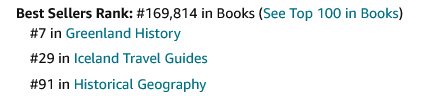 Best Sellers Rank: #169,814 in Books (See Top 100 in Books)
#7 in Greenland History
#29 in Iceland Travel Guides
#91 in Historical Geography